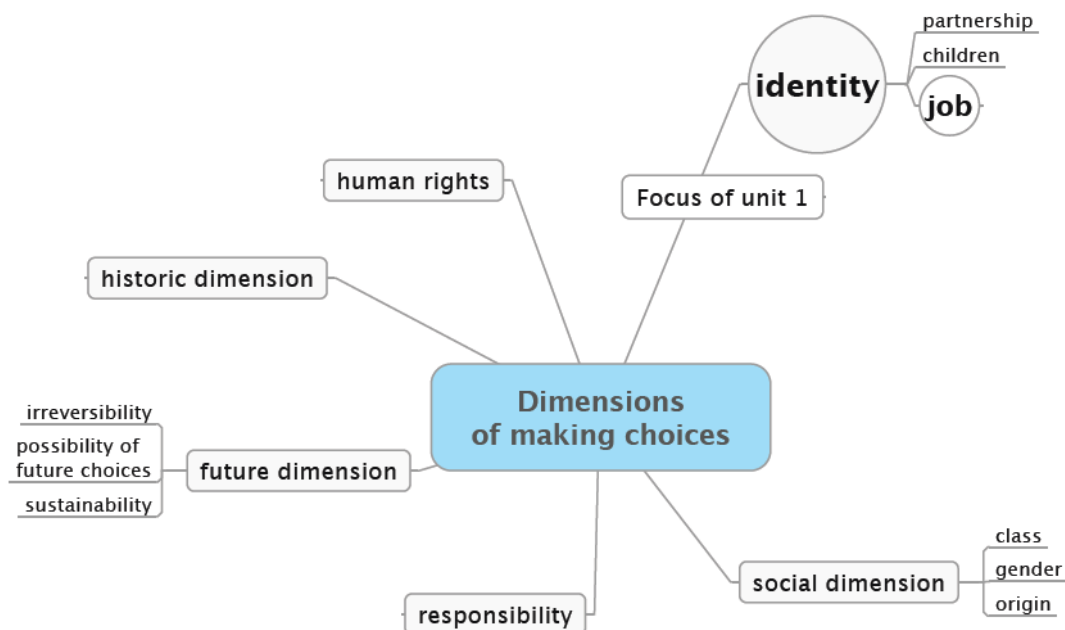 partnership
children
identity
job
human rights
Focus of unit 1
historic dimension
Dimensions
of making choices
irreversibility
possibility of
future choices
future dimension
sustainability
class
social dimension
gender
origin
responsibility